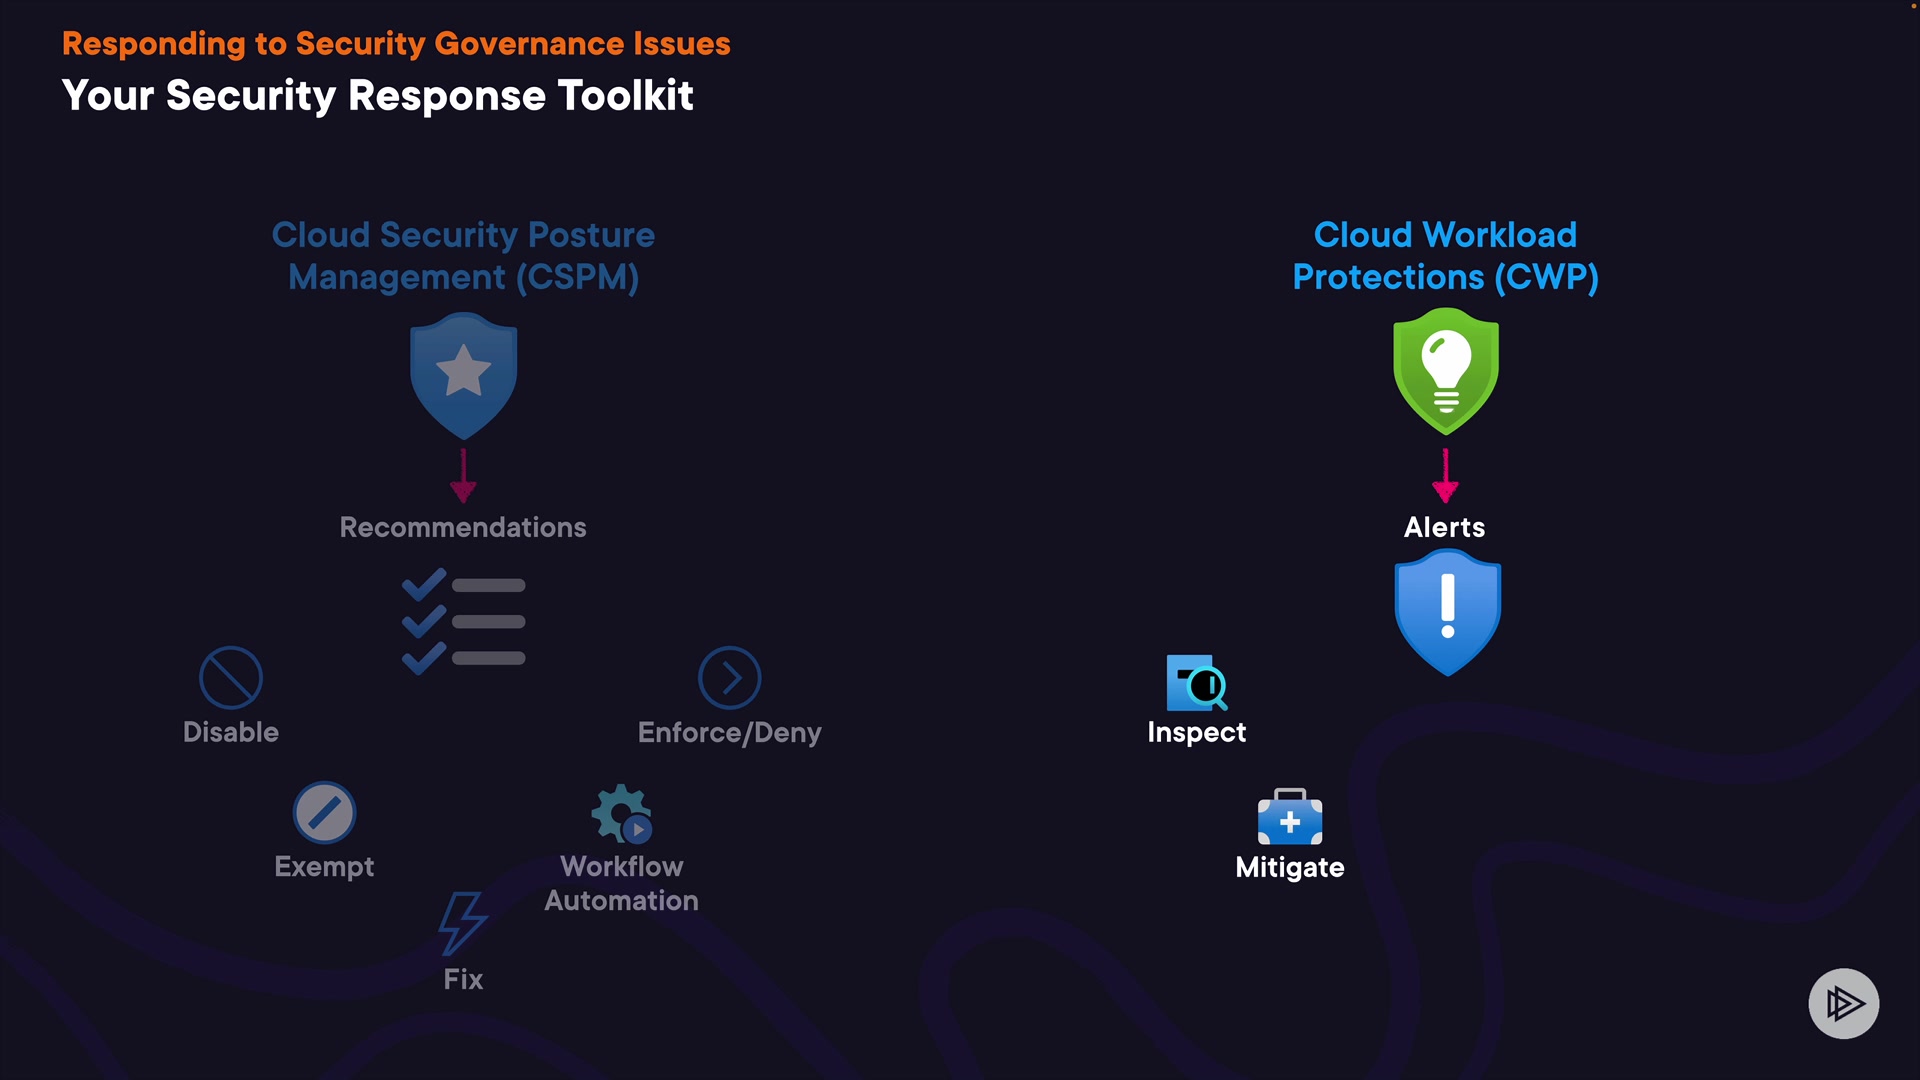 Responding to Security Governance Issues
Your Security Response Toolkit
Cloud Security Posture
Management (CSPM)
Recommendations
Disable
Exempt
Fix
Workflow
Automation
Enforce/Deny
Cloud Workload
Protections (CWP)
Alerts
Inspect
Mitigate